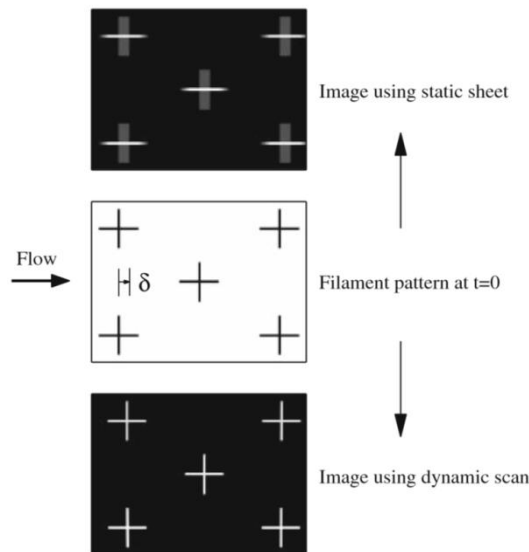 Image using static sheet
Flow
δ
Filament pattern at t=0
Image using dynamic scan